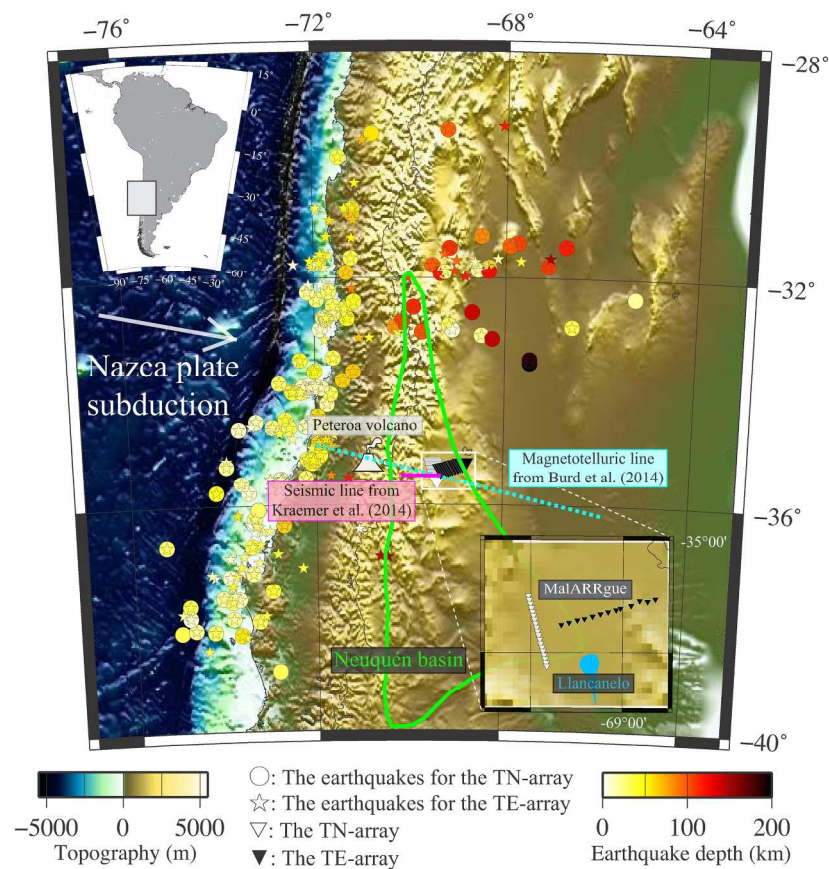 −76 −72 −68 −64
−28
−32
−36
−40
15°
0°
−15°
−30°
−45°
−60°
−90° −75° −60° −45° −30°
Nazca plate
subduction
Peteroa volcano
Magnetotelluric line
from Burd et al. (2014)
Seismic line from
Kraemer et al. (2014)
−35°00'
MalARRgue
Neuquén basin
Llancanelo
−69°00'
−5000 0 5000
Topography (m)
○: The earthquakes for the TN-array
☆: The earthquakes for the TE-array
▽: The TN-array
▼: The TE-array
0 100 200
Earthquake depth (km)